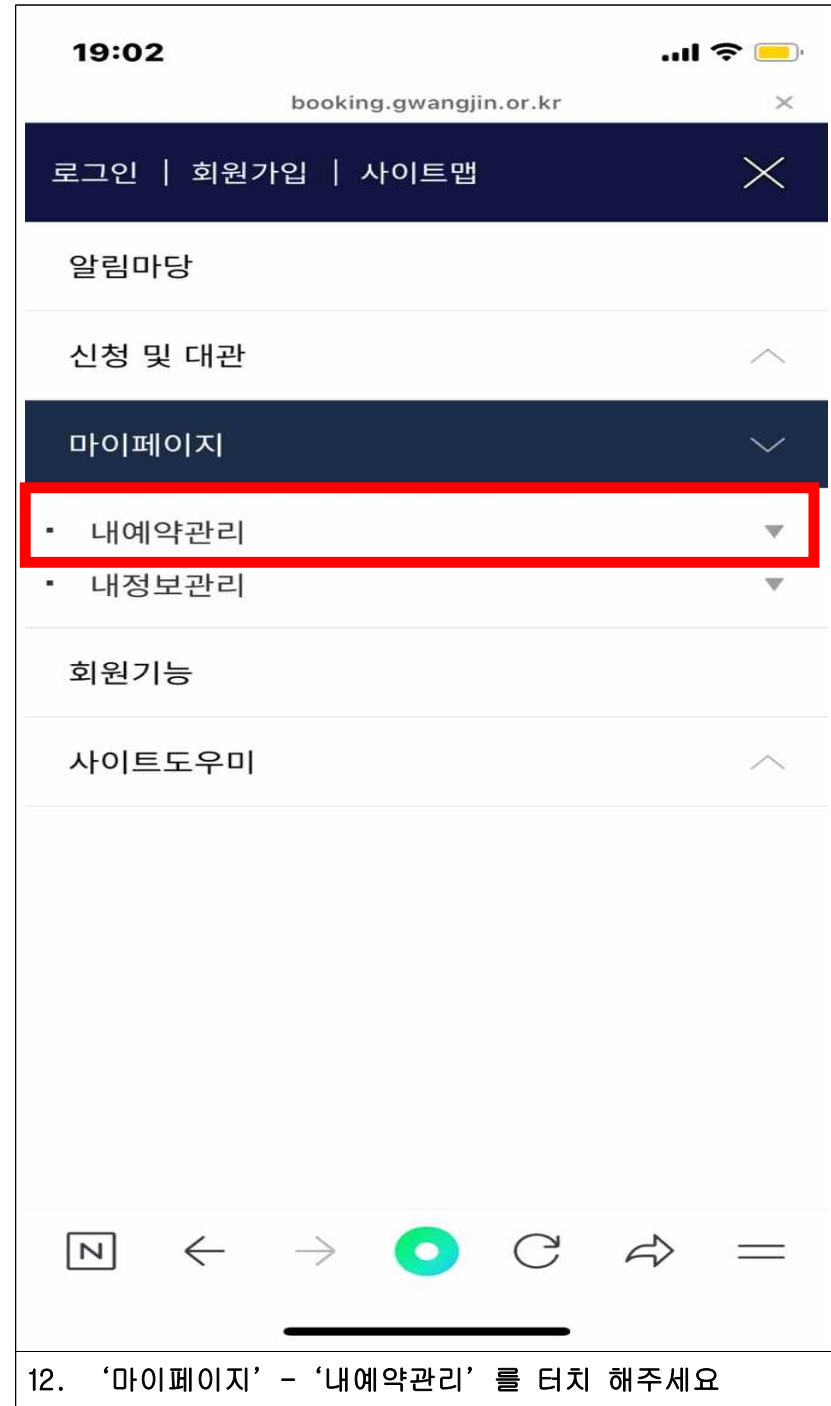 19:02
booking.gwangjin.or.kr
로그인 | 회원가입 | 사이트맵
알림마당
신청 및 대관
마이페이지
내예약관리
내정보관리
회원기능
사이트도우미
N
12. ‘마이페이지’ - ‘내예약관리’ 를 터치 해주세요